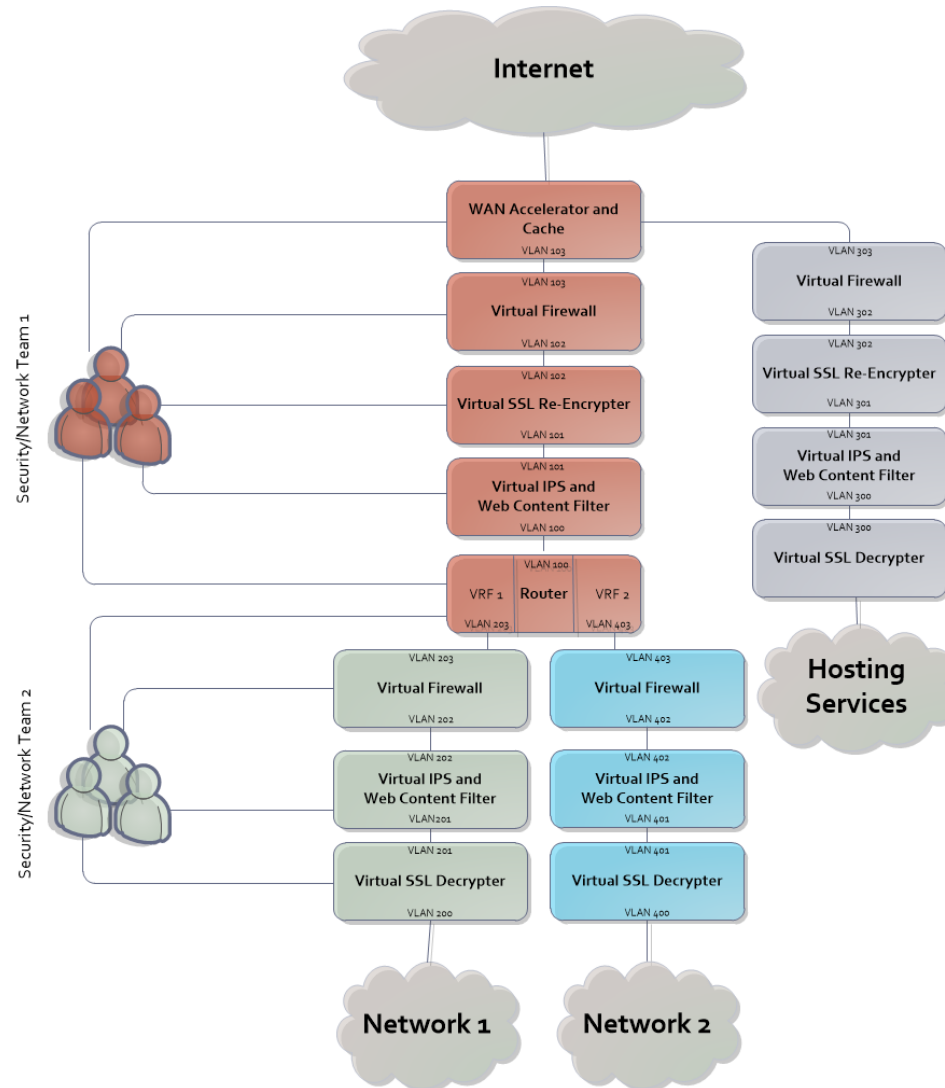 Internet
WAN Accelerator and
Cache
VLAN 103
VLAN 103
Virtual Firewall
VLAN 102
VLAN 102
Virtual SSL Re-Encrypter
VLAN 101
VLAN 101
Virtual IPS and
Web Content Filter
VLAN 100
VLAN 100
VRF 1
Router
VRF 2
VLAN 203
VLAN 403
VLAN 303
Virtual Firewall
VLAN 302
VLAN 302
Virtual SSL Re-Encrypter
VLAN 301
VLAN 301
Virtual IPS and
Web Content Filter
VLAN 300
VLAN 300
Virtual SSL Decrypter
Hosting
Services
Security/Network Team 1
Security/Network Team 2
VLAN 203
Virtual Firewall
VLAN 202
VLAN 202
Virtual IPS and
Web Content Filter
VLAN201
VLAN 201
Virtual SSL Decrypter
VLAN 200
Network 1
VLAN 403
Virtual Firewall
VLAN 402
VLAN 402
Virtual IPS and
Web Content Filter
VLAN 401
VLAN 401
Virtual SSL Decrypter
VLAN 400
Network 2